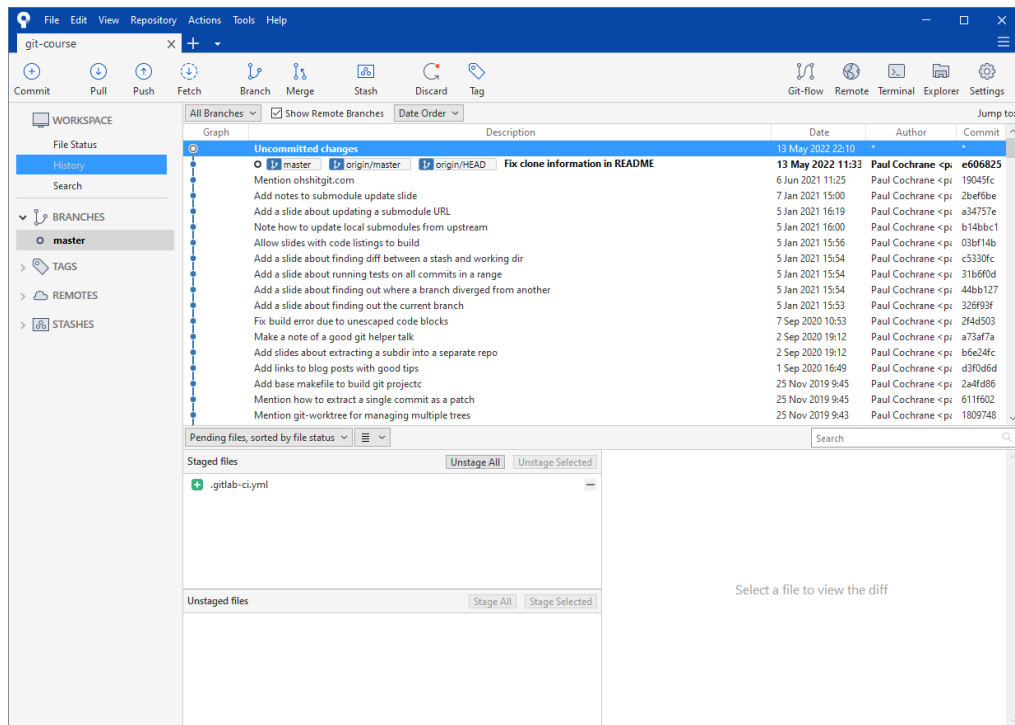 File Edit View Repository Actions Tools Help
git-course
Commit Pull Push Fetch Branch Merge Stash Discard Tag Git-flow Remote Terminal Explorer Settings
WORKSPACE
File Status
History
Search
BRANCHES
master
TAGS
REMOTES
STASHES
All Branches Show Remote Branches Date Order Jump to:
Graph Description Date Author Commit
Uncommitted changes 13 May 2022 22:10 * *
master origin/master origin/HEAD Fix clone information in README 13 May 2022 11:33 Paul Cochrane <pa e606825
Mention ohshitgit.com 6 Jun 2021 11:25 Paul Cochrane <pa 19045fc
Add notes to submodule update slide 7 Jan 2021 15:00 Paul Cochrane <pa 2bef6be
Add a slide about updating a submodule URL 5 Jan 2021 16:19 Paul Cochrane <pa a34757e
Note how to update local submodules from upstream 5 Jan 2021 16:00 Paul Cochrane <pa b14bbc1
Allow slides with code listings to build 5 Jan 2021 15:56 Paul Cochrane <pa 03bf14b
Add a slide about finding diff between a stash and working dir 5 Jan 2021 15:54 Paul Cochrane <pa c5330fc
Add a slide about running tests on all commits in a range 5 Jan 2021 15:54 Paul Cochrane <pa 31b6f0d
Add a slide about finding out where a branch diverged from another 5 Jan 2021 15:54 Paul Cochrane <pa 44bb127
Add a slide about finding out the current branch 5 Jan 2021 15:53 Paul Cochrane <pa 326f93f
Fix build error due to unescaped code blocks 7 Sep 2020 10:53 Paul Cochrane <pa 2f4d503
Make a note of a good git helper talk 2 Sep 2020 19:12 Paul Cochrane <pa a73af7a
Add slides about extracting a subdir into a separate repo 2 Sep 2020 19:12 Paul Cochrane <pa b6e24fc
Add links to blog posts with good tips 1 Sep 2020 16:49 Paul Cochrane <pa d3f0d6d
Add base makefile to build git projectc 25 Nov 2019 9:45 Paul Cochrane <pa 2a4fd86
Mention how to extract a single commit as a patch 25 Nov 2019 9:45 Paul Cochrane <pa 611f602
Mention git-worktree for managing multiple trees 25 Nov 2019 9:43 Paul Cochrane <pa 1809748
Pending files, sorted by file status Search
Staged files Unstage All Unstage Selected
.gitlab-ci.yml
Select a file to view the diff
Unstaged files Stage All Stage Selected